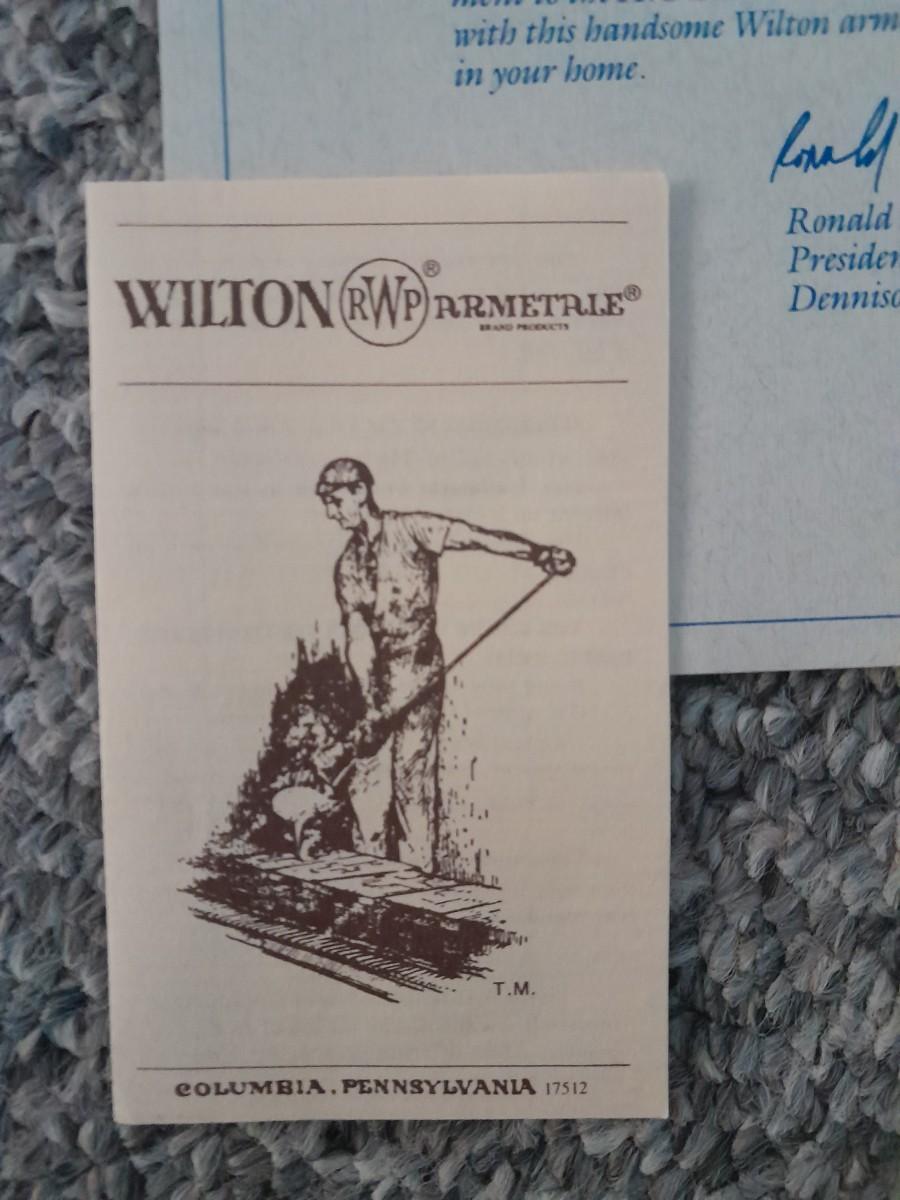 with this handsome Wilton arm
in your home.
Ronald
Ronald
Presiden
Denniso
WILTON RWP® ARMETALE®
BRAND PRODUCTS
T.M.
COLUMBIA, PENNSYLVANIA 17512